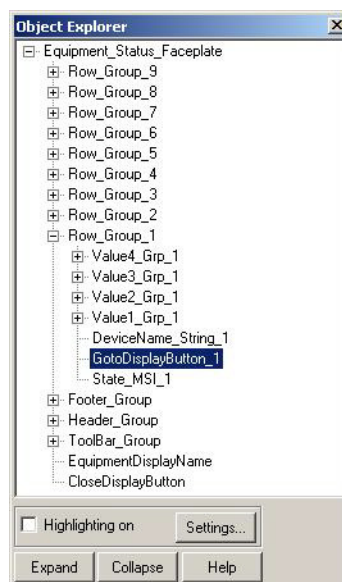 Object Explorer
Equipment_Status_Faceplate
Row_Group_9
Row_Group_8
Row_Group_7
Row_Group_6
Row_Group_5
Row_Group_4
Row_Group_3
Row_Group_2
Row_Group_1
Value4_Grp_1
Value3_Grp_1
Value2_Grp_1
Value1_Grp_1
DeviceName_String_1
GotoDisplayButton_1
State_MSI_1
Footer_Group
Header_Group
ToolBar_Group
EquipmentDisplayName
CloseDisplayButton
Highlighting on
Settings...
Expand
Collapse
Help